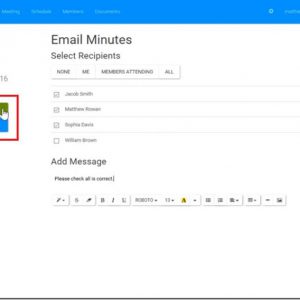 Meeting Schedule Members Documents
Email Minutes
Select Recipients
16
NONE ME MEMBERS ATTENDING ALL
Jacob Smith
Matthew Rowan
Sophia Davis
William Brown
Add Message
Please check all is correct
B I U ROBOTO 13 A